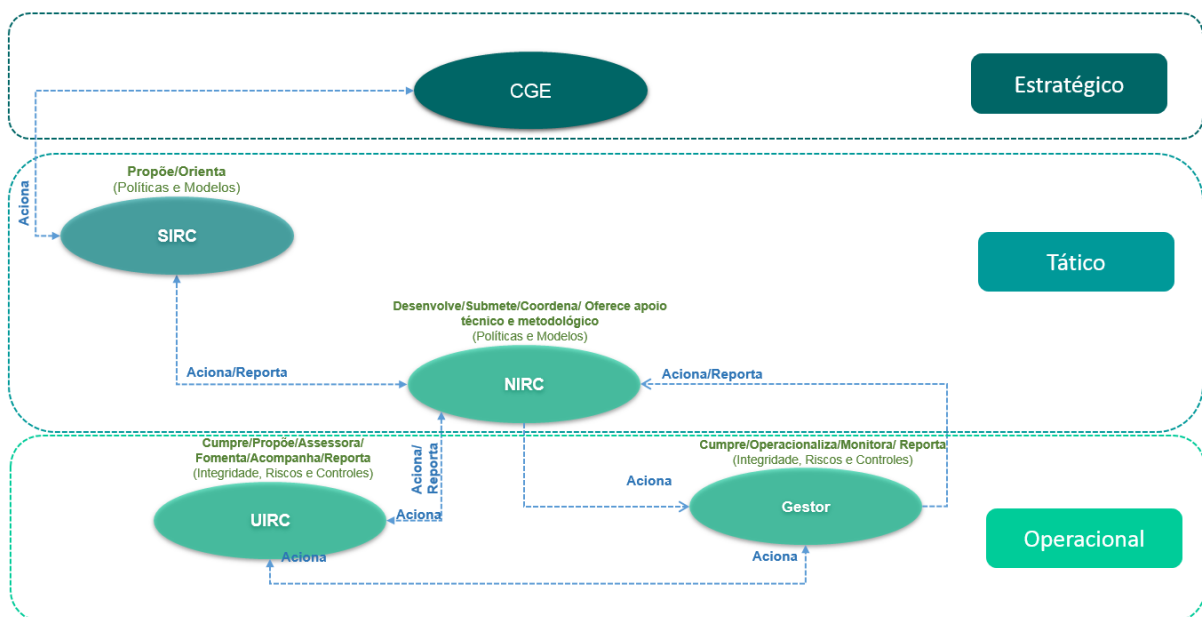 CGE
Estratégico
Propõe/Orienta
(Políticas e Modelos)
Aciona
SIRC
Tático
Desenvolve/Submete/Coordena/ Oferece apoio
técnico e metodológico
(Políticas e Modelos)
Aciona/Reporta
NIRC
Aciona/Reporta
Cumpre/Propõe/Assessora/
Fomenta/Acompanha/Reporta
(Integridade, Riscos e Controles)
Aciona/
Reporta
Cumpre/Operacionaliza/Monitora/ Reporta
(Integridade, Riscos e Controles)
Aciona
UIRC
Aciona
Gestor
Operacional
Aciona
Aciona